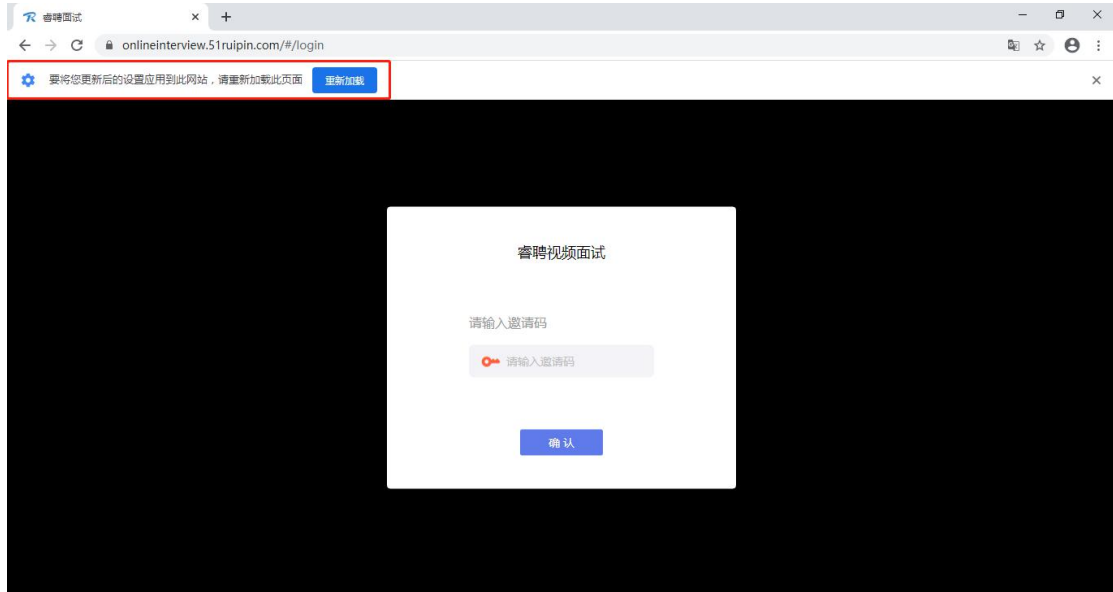 睿聘面试
onlineinterview.51ruipin.com/#/login
要将您更新后的设置应用到此网站，请重新加载此页面 重新加载
睿聘视频面试
请输入邀请码
请输入邀请码
确 认